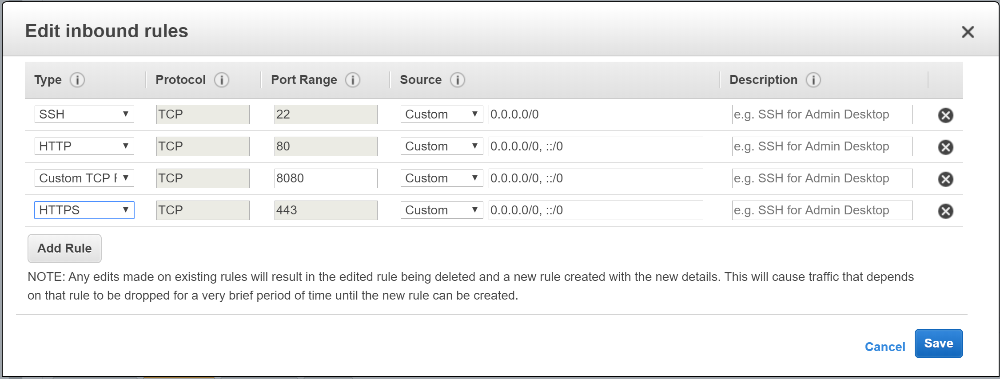 Edit inbound rules
Type Protocol Port Range Source Description
SSH TCP 22 Custom 0.0.0.0/0 e.g. SSH for Admin Desktop
HTTP TCP 80 Custom 0.0.0.0/0, ::/0 e.g. SSH for Admin Desktop
Custom TCP TCP 8080 Custom 0.0.0.0/0, ::/0 e.g. SSH for Admin Desktop
HTTPS TCP 443 Custom 0.0.0.0/0, ::/0 e.g. SSH for Admin Desktop
Add Rule
NOTE: Any edits made on existing rules will result in the edited rule being deleted and a new rule created with the new details. This will cause traffic that depends
on that rule to be dropped for a very brief period of time until the new rule can be created.
Cancel Save